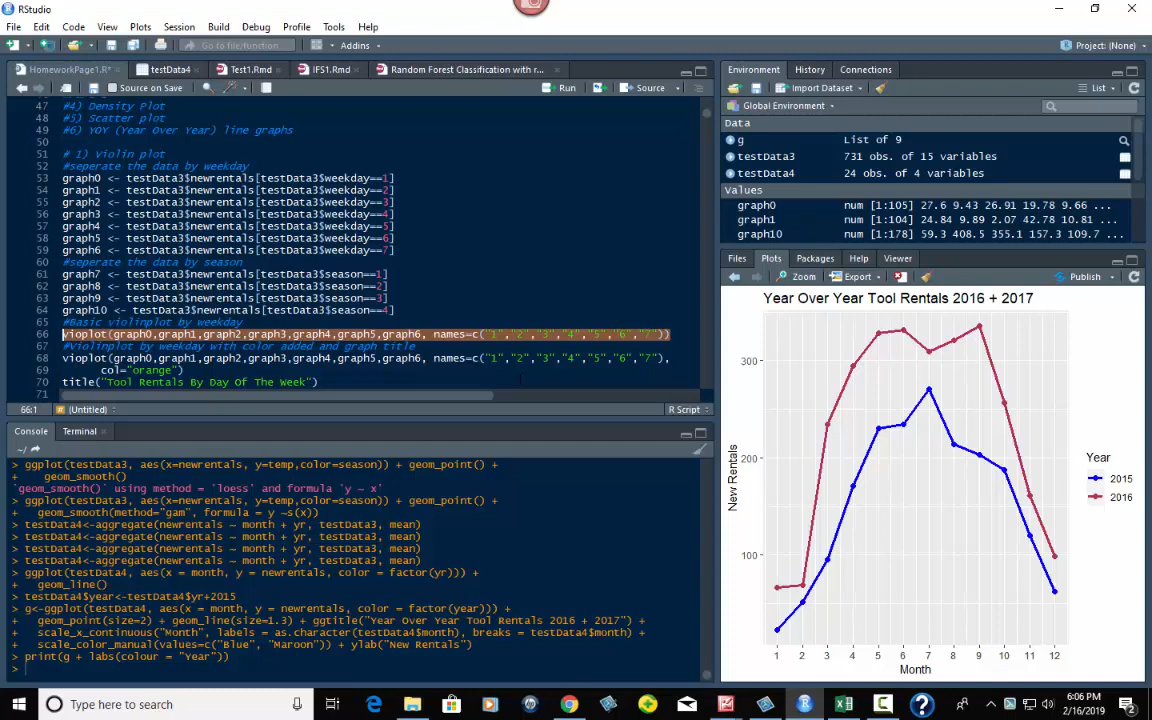 RStudio
File Edit Code View Plots Session Build Debug Profile Tools Help
Go to file/function Addins Project: (None)
HomeworkPage1.R* testData4 Test1.Rmd IFS1.Rmd Random Forest Classification with r...
Source on Save Run Source
47 #4) Density Plot
48 #5) Scatter plot
49 #6) YOY (Year Over Year) line graphs
50
51 # 1) Violin plot
52 #seperate the data by weekday
53 graph0 <- testData3$newrentals[testData3$weekday==1]
54 graph1 <- testData3$newrentals[testData3$weekday==2]
55 graph2 <- testData3$newrentals[testData3$weekday==3]
56 graph3 <- testData3$newrentals[testData3$weekday==4]
57 graph4 <- testData3$newrentals[testData3$weekday==5]
58 graph5 <- testData3$newrentals[testData3$weekday==6]
59 graph6 <- testData3$newrentals[testData3$weekday==7]
60 #seperate the data by season
61 graph7 <- testData3$newrentals[testData3$season==1]
62 graph8 <- testData3$newrentals[testData3$season==2]
63 graph9 <- testData3$newrentals[testData3$season==3]
64 graph10 <- testData3$newrentals[testData3$season==4]
65 #Basic violinplot by weekday
66 vioplot(graph0,graph1,graph2,graph3,graph4,graph5,graph6, names=c("1","2","3","4","5","6","7"))
67 #Violinplot by weekday with color added and graph title
68 vioplot(graph0,graph1,graph2,graph3,graph4,graph5,graph6, names=c("1","2","3","4","5","6","7"),
69 col="orange")
70 title("Tool Rentals By Day Of The Week")
71
66:1 (Untitled) R Script
Console Terminal
~/
> ggplot(testData3, aes(x=newrentals, y=temp,color=season)) + geom_point() +
+ geom_smooth()
`geom_smooth()` using method = 'loess' and formula 'y ~ x'
> ggplot(testData3, aes(x=newrentals, y=temp,color=season)) + geom_point() +
+ geom_smooth(method="gam", formula = y ~s(x))
> testData4<-aggregate(newrentals ~ month + yr, testData3, mean)
> testData4<-aggregate(newrentals ~ month + yr, testData3, mean)
> testData4<-aggregate(newrentals ~ month + yr, testData3, mean)
> testData4<-aggregate(newrentals ~ month + yr, testData3, mean)
> ggplot(testData4, aes(x = month, y = newrentals, color = factor(yr))) +
+ geom_line()
> testData4$year<-testData4$yr+2015
> g<-ggplot(testData4, aes(x = month, y = newrentals, color = factor(year))) +
+ geom_point(size=2) + geom_line(size=1.3) + ggtitle("Year Over Year Tool Rentals 2016 + 2017") +
+ scale_x_continuous("Month", labels = as.character(testData4$month), breaks = testData4$month) +
+ scale_color_manual(values=c("Blue", "Maroon")) + ylab("New Rentals")
> print(g + labs(colour = "Year"))
>
Environment History Connections
Import Dataset List
Global Environment
Data
g List of 9
testData3 731 obs. of 15 variables
testData4 24 obs. of 4 variables
Values
graph0 num [1:105] 27.6 9.43 26.91 19.78 9.66 ...
graph1 num [1:104] 24.84 9.89 2.07 42.78 10.81 ...
graph10 num [1:178] 59.3 408.5 355.1 157.3 109.7 ...
Files Plots Packages Help Viewer
Zoom Export Publish
Year Over Year Tool Rentals 2016 + 2017
300
200
100
New Rentals
Year
2015
2016
1 2 3 4 5 6 7 8 9 10 11 12
Month
Type here to search
6:06 PM
2/16/2019
2